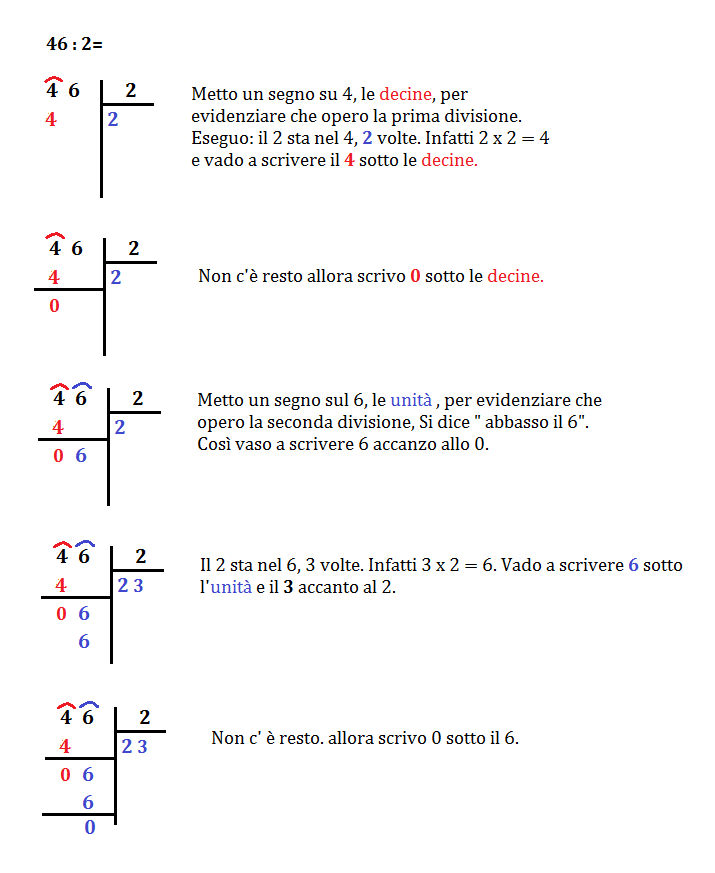 46 : 2=
4 6 2
4 2
Metto un segno su 4, le decine, per
evidenziare che opero la prima divisione.
Eseguo: il 2 sta nel 4, 2 volte. Infatti 2 x 2 = 4
e vado a scrivere il 4 sotto le decine.
4 6 2
4 2
0
Non c'è resto allora scrivo 0 sotto le decine.
4 6 2
4 2
0 6
Metto un segno sul 6, le unità , per evidenziare che
opero la seconda divisione, Si dice " abbasso il 6".
Così vaso a scrivere 6 accanzo allo 0.
4 6 2
4 2 3
0 6
6
Il 2 sta nel 6, 3 volte. Infatti 3 x 2 = 6. Vado a scrivere 6 sotto
l'unità e il 3 accanto al 2.
4 6 2
4 2 3
0 6
6
0
Non c' è resto. allora scrivo 0 sotto il 6.